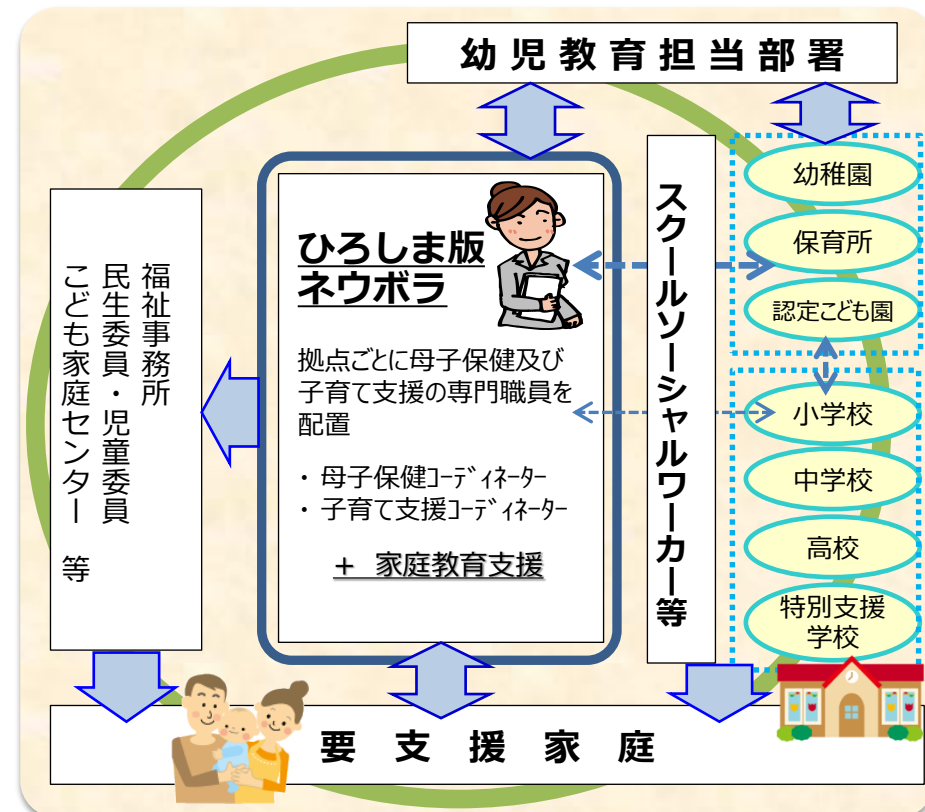 幼児教育担当部署
福祉事務所
民生委員・児童委員
こども家庭センター 等
ひろしま版
ネウボラ
拠点ごとに母子保健及び
子育て支援の専門職員を
配置
・ 母子保健ｺｰﾃﾞｨﾈｰﾀｰ
・ 子育て支援ｺｰﾃﾞｨﾈｰﾀｰ
+ 家庭教育支援
スクールソーシャルワーカー等
幼稚園
保育所
認定こども園
小学校
中学校
高校
特別支援
学校
要支援家庭